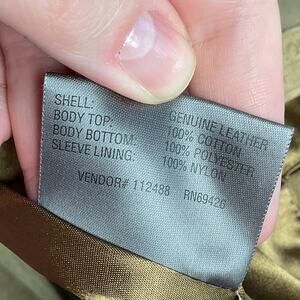 SHELL: GENUINE LEATHER
BODY TOP: 100% COTTON
BODY BOTTOM: 100% POLYESTER
SLEEVE LINING: 100% NYLON
VENDOR# 112488 RN69426